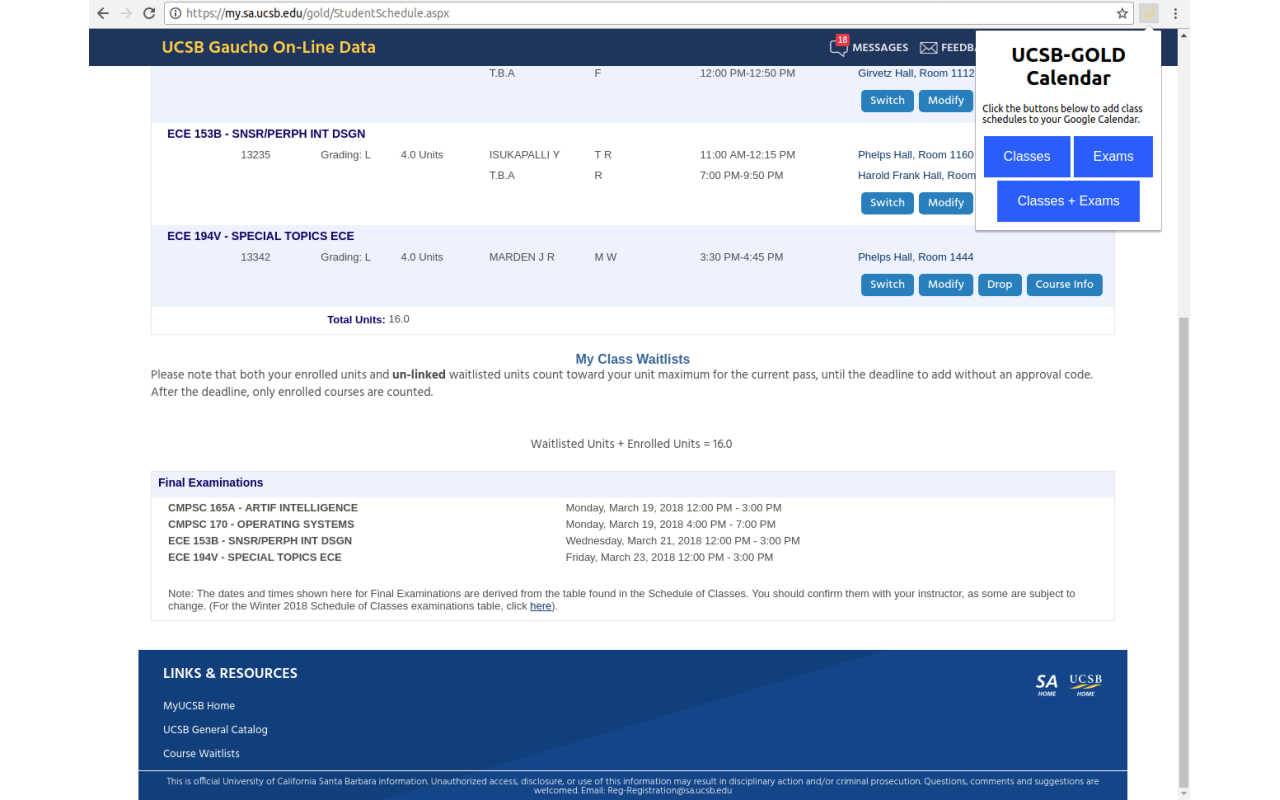 https://my.sa.ucsb.edu/gold/StudentSchedule.aspx
UCSB Gaucho On-Line Data
18
MESSAGES
FEEDBA
UCSB-GOLD
Calendar
Click the buttons below to add class
schedules to your Google Calendar.
Classes
Exams
Classes + Exams
T.B.A F 12:00 PM-12:50 PM Girvetz Hall, Room 1112
Switch Modify
ECE 153B - SNSR/PERPH INT DSGN
13235 Grading: L 4.0 Units ISUKAPALLI Y T R 11:00 AM-12:15 PM Phelps Hall, Room 1160
T.B.A R 7:00 PM-9:50 PM Harold Frank Hall, Room
Switch Modify
ECE 194V - SPECIAL TOPICS ECE
13342 Grading: L 4.0 Units MARDEN J R M W 3:30 PM-4:45 PM Phelps Hall, Room 1444
Switch Modify Drop Course Info
Total Units: 16.0
My Class Waitlists
Please note that both your enrolled units and un-linked waitlisted units count toward your unit maximum for the current pass, until the deadline to add without an approval code.
After the deadline, only enrolled courses are counted.
Waitlisted Units + Enrolled Units = 16.0
Final Examinations
CMPSC 165A - ARTIF INTELLIGENCE Monday, March 19, 2018 12:00 PM - 3:00 PM
CMPSC 170 - OPERATING SYSTEMS Monday, March 19, 2018 4:00 PM - 7:00 PM
ECE 153B - SNSR/PERPH INT DSGN Wednesday, March 21, 2018 12:00 PM - 3:00 PM
ECE 194V - SPECIAL TOPICS ECE Friday, March 23, 2018 12:00 PM - 3:00 PM
Note: The dates and times shown here for Final Examinations are derived from the table found in the Schedule of Classes. You should confirm them with your instructor, as some are subject to
change. (For the Winter 2018 Schedule of Classes examinations table, click here).
LINKS & RESOURCES
SA HOME
UCSB HOME
MyUCSB Home
UCSB General Catalog
Course Waitlists
This is official University of California Santa Barbara information. Unauthorized access, disclosure, or use of this information may result in disciplinary action and/or criminal prosecution. Questions, comments and suggestions are
welcomed. Email: Reg-Registration@sa.ucsb.edu